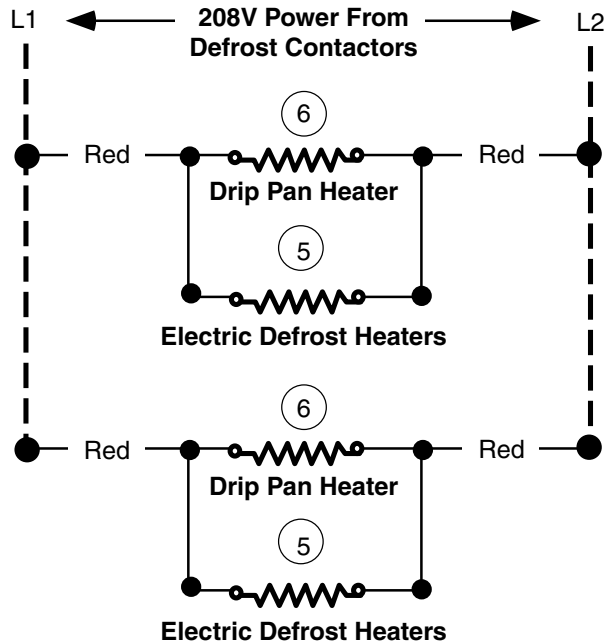 L1 208V Power From L2
Defrost Contactors
6
Red Red
Drip Pan Heater
5
Electric Defrost Heaters
6
Red Red
Drip Pan Heater
5
Electric Defrost Heaters